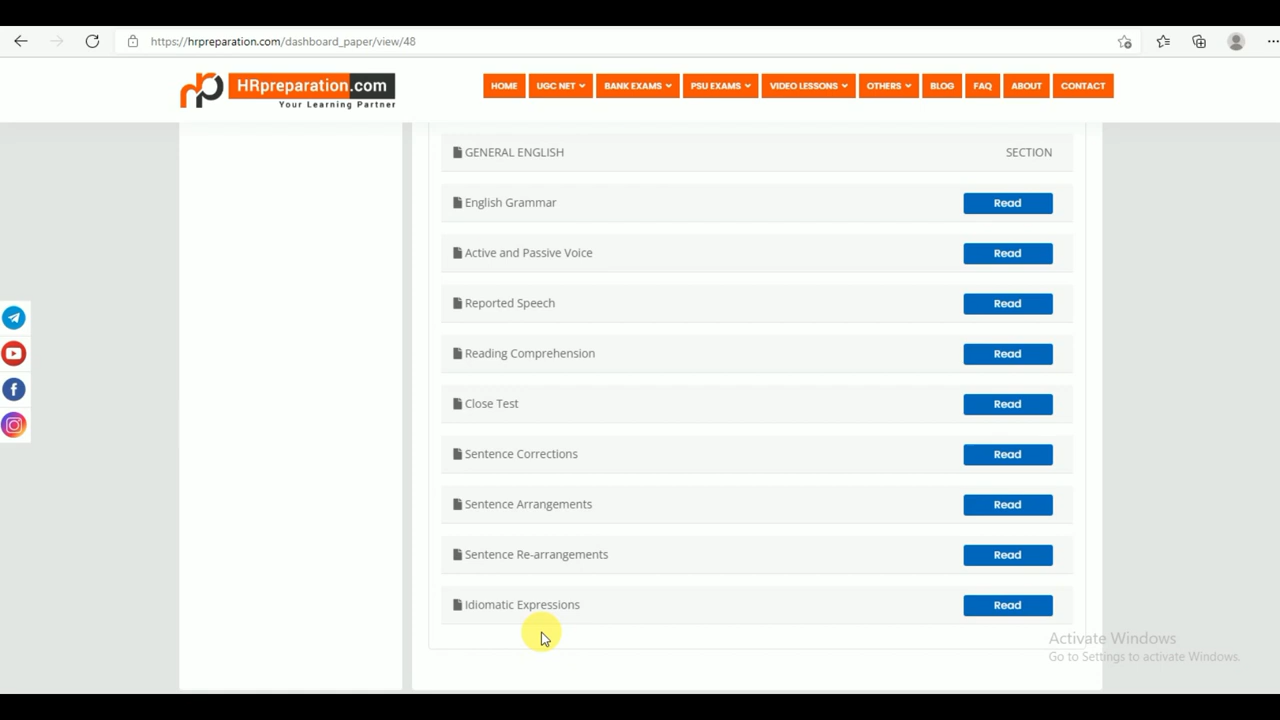 https://hrpreparation.com/dashboard_paper/view/48
HRpreparation.com
Your Learning Partner
HOME UGC NET BANK EXAMS PSU EXAMS VIDEO LESSONS OTHERS BLOG FAQ ABOUT CONTACT
GENERAL ENGLISH SECTION
English Grammar Read
Active and Passive Voice Read
Reported Speech Read
Reading Comprehension Read
Close Test Read
Sentence Corrections Read
Sentence Arrangements Read
Sentence Re-arrangements Read
Idiomatic Expressions Read
Activate Windows
Go to Settings to activate Windows.